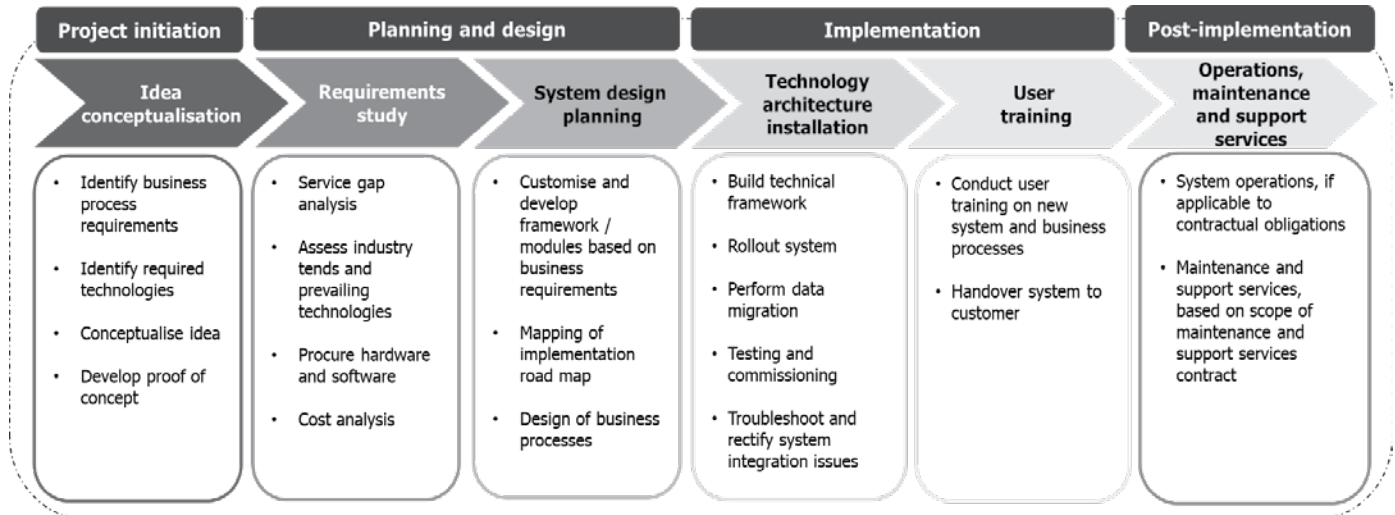 Project initiation
Planning and design
Implementation
Post-implementation
Idea
conceptualisation
Requirements
study
System design
planning
Technology
architecture
installation
User
training
Operations,
maintenance
and support
services
• Identify business
process
requirements
• Identify required
technologies
• Conceptualise idea
• Develop proof of
concept
• Service gap
analysis
• Assess industry
tends and
prevailing
technologies
• Procure hardware
and software
• Cost analysis
• Customise and
develop
framework /
modules based on
business
requirements
• Mapping of
implementation
road map
• Design of business
processes
• Build technical
framework
• Rollout system
• Perform data
migration
• Testing and
commissioning
• Troubleshoot and
rectify system
integration issues
• Conduct user
training on new
system and business
processes
• Handover system to
customer
• System operations, if
applicable to
contractual obligations
• Maintenance and
support services,
based on scope of
maintenance and
support services
contract